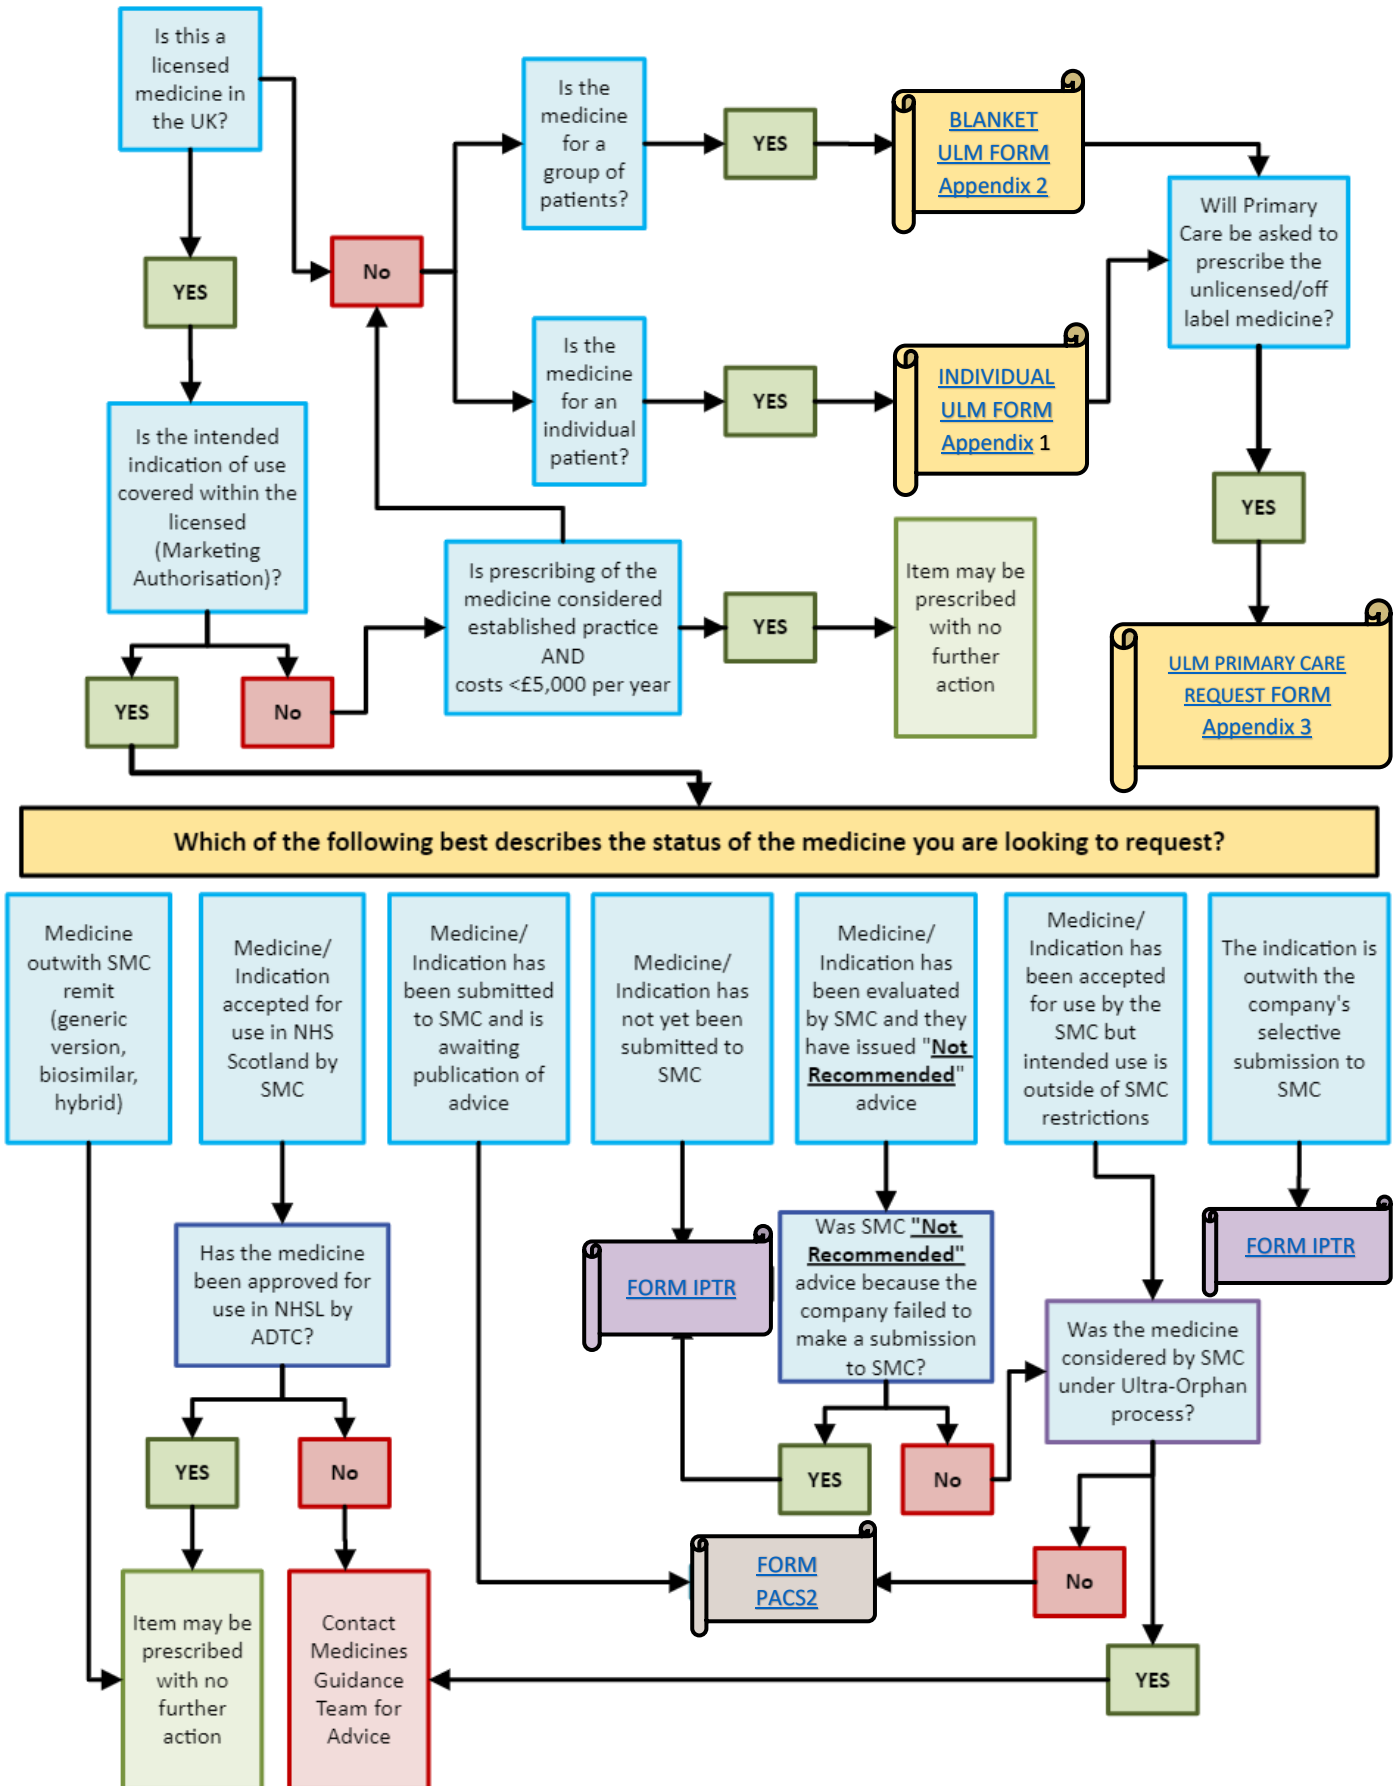 Is this a
licensed
medicine in
the UK?
Is the
medicine
for a
group of
patients?
YES
BLANKET
ULM FORM
Appendix 2
Will Primary
Care be asked to
prescribe the
unlicensed/off
label medicine?
No
YES
Is the
medicine
for an
individual
patient?
YES
INDIVIDUAL
ULM FORM
Appendix 1
Is the intended
indication of use
covered within the
licensed
(Marketing
Authorisation)?
YES
Is prescribing of the
medicine considered
established practice
AND
costs <£5,000 per year
YES
Item may be
prescribed
with no
further
action
ULM PRIMARY CARE
REQUEST FORM
Appendix 3
YES
No
Which of the following best describes the status of the medicine you are looking to request?
Medicine
outwith SMC
remit
(generic
version,
biosimilar,
hybrid)
Medicine/
Indication
accepted for
use in NHS
Scotland by
SMC
Medicine/
Indication has
been submitted
to SMC and is
awaiting
publication of
advice
Medicine/
Indication has
not yet been
submitted to
SMC
Medicine/
Indication has
been evaluated
by SMC and they
have issued "Not
Recommended"
advice
Medicine/
Indication has
been accepted
for use by the
SMC but
intended use is
outside of SMC
restrictions
The indication is
outwith the
company's
selective
submission to
SMC
Has the medicine
been approved for
use in NHSL by
ADTC?
FORM IPTR
Was SMC "Not
Recommended"
advice because the
company failed to
make a submission
to SMC?
FORM IPTR
Was the medicine
considered by SMC
under Ultra-Orphan
process?
YES
No
YES
No
FORM
PACS2
No
Item may be
prescribed
with no
further
action
Contact
Medicines
Guidance
Team for
Advice
YES